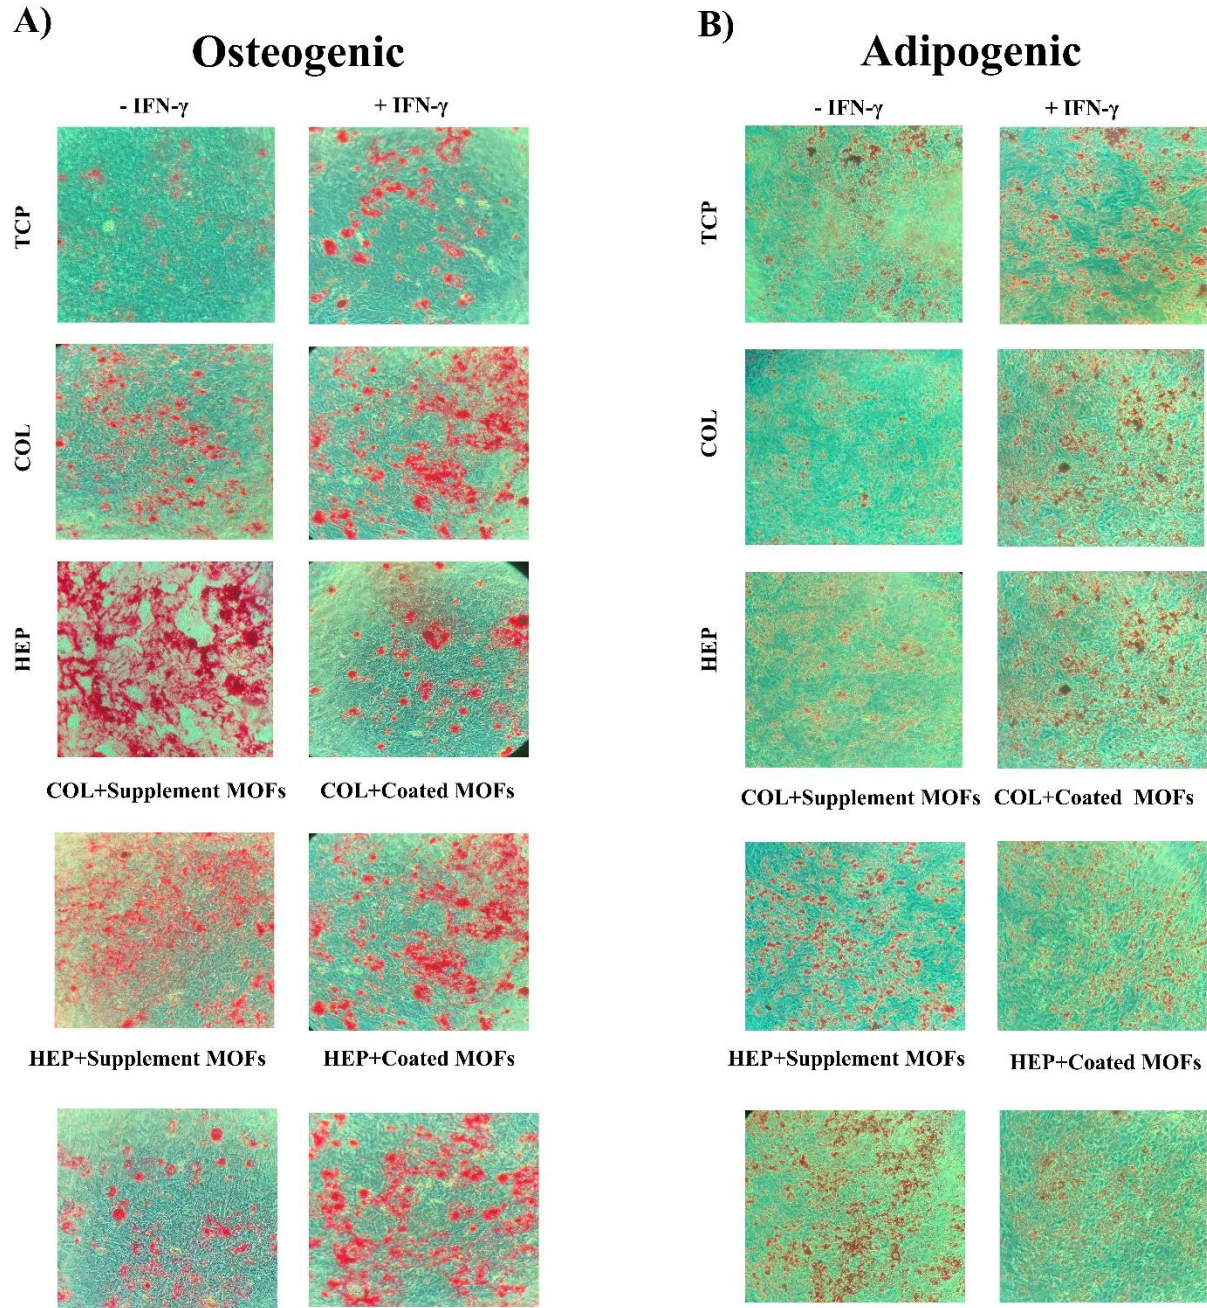 A)
Osteogenic
- IFN-γ + IFN-γ
TCP
COL
HEP
COL+Supplement MOFs COL+Coated MOFs
HEP+Supplement MOFs HEP+Coated MOFs
B)
Adipogenic
- IFN-γ + IFN-γ
TCP
COL
HEP
COL+Supplement MOFs COL+Coated MOFs
HEP+Supplement MOFs HEP+Coated MOFs